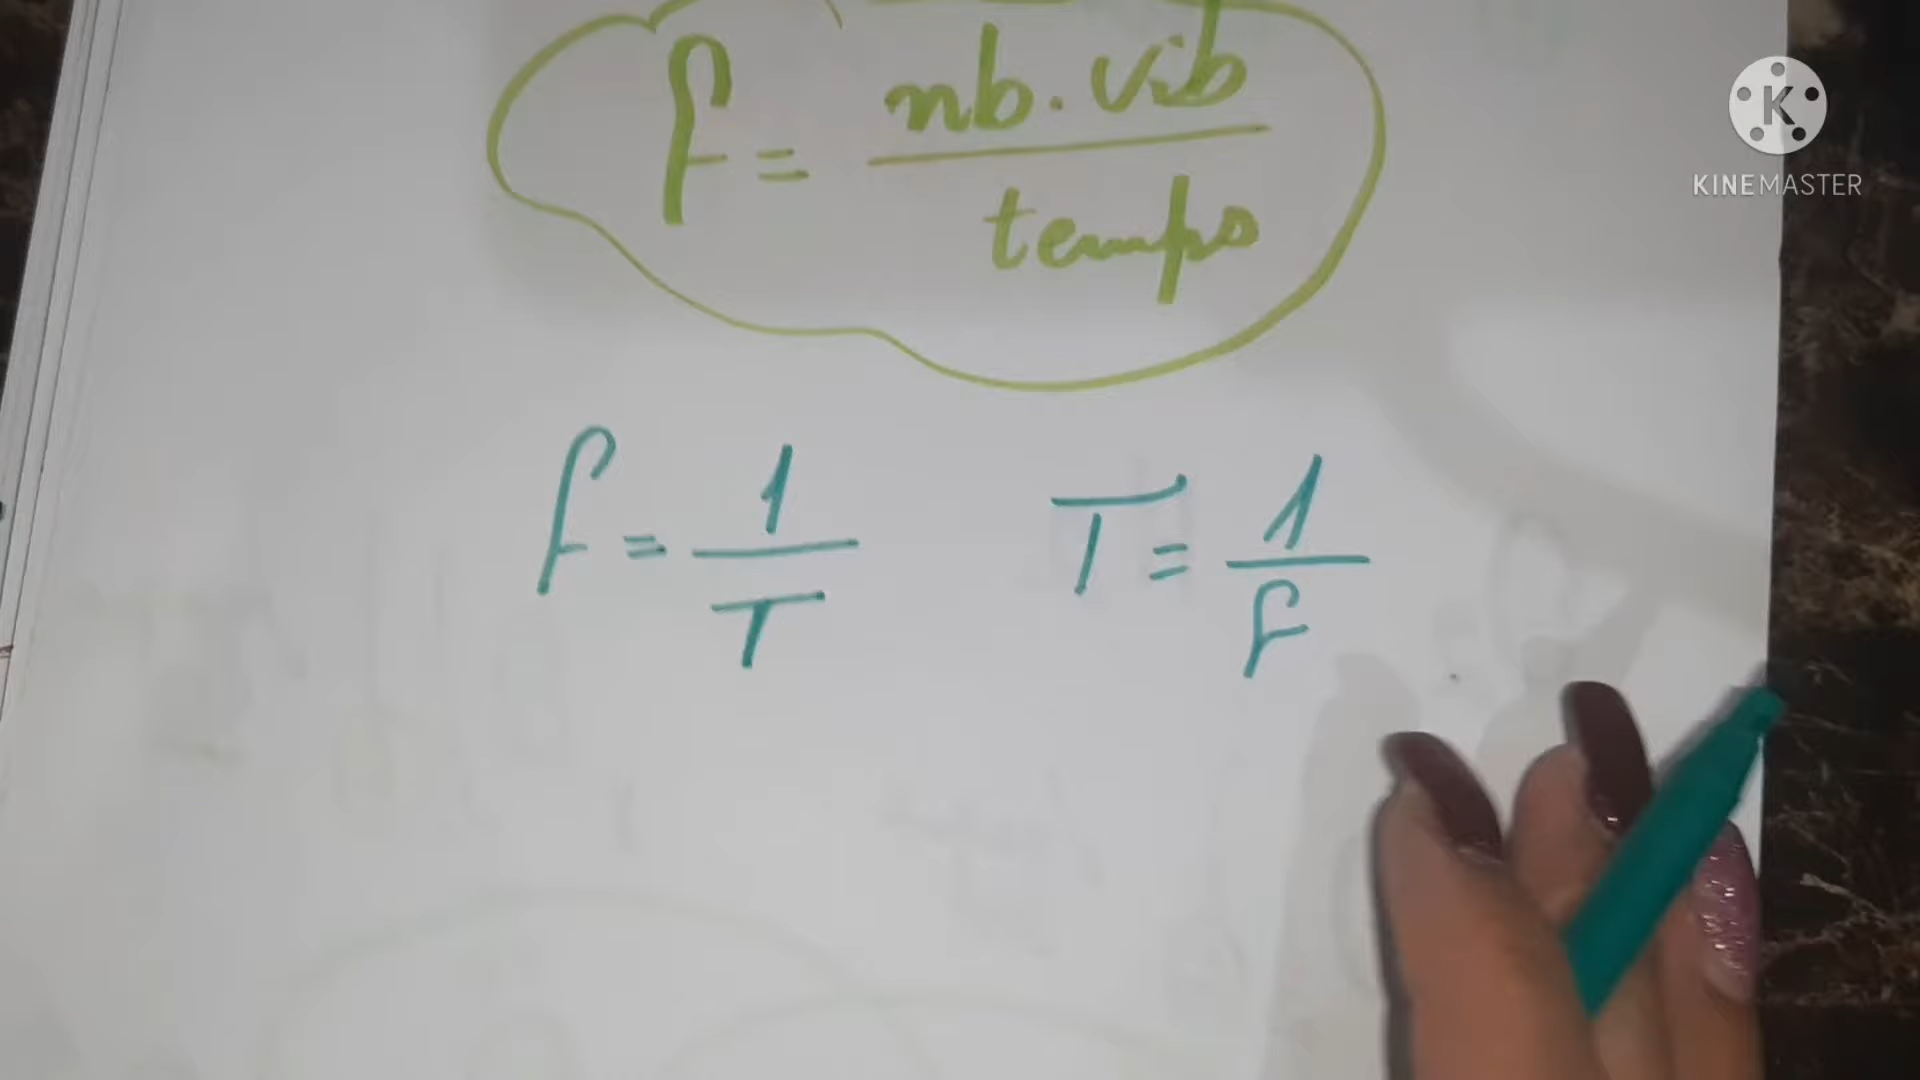 f = nb. vib / temps
f = 1 / T    T = 1 / f
KINEMASTER